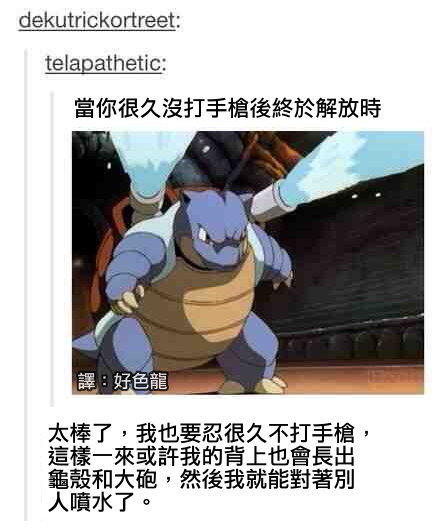 dekutrickortreet:
telapathetic:
當你很久沒打手槍後終於解放時
譯：好色龍
太棒了，我也要忍很久不打手槍，
這樣一來或許我的背上也會長出
龜殼和大砲，然後我就能對著別
人噴水了。